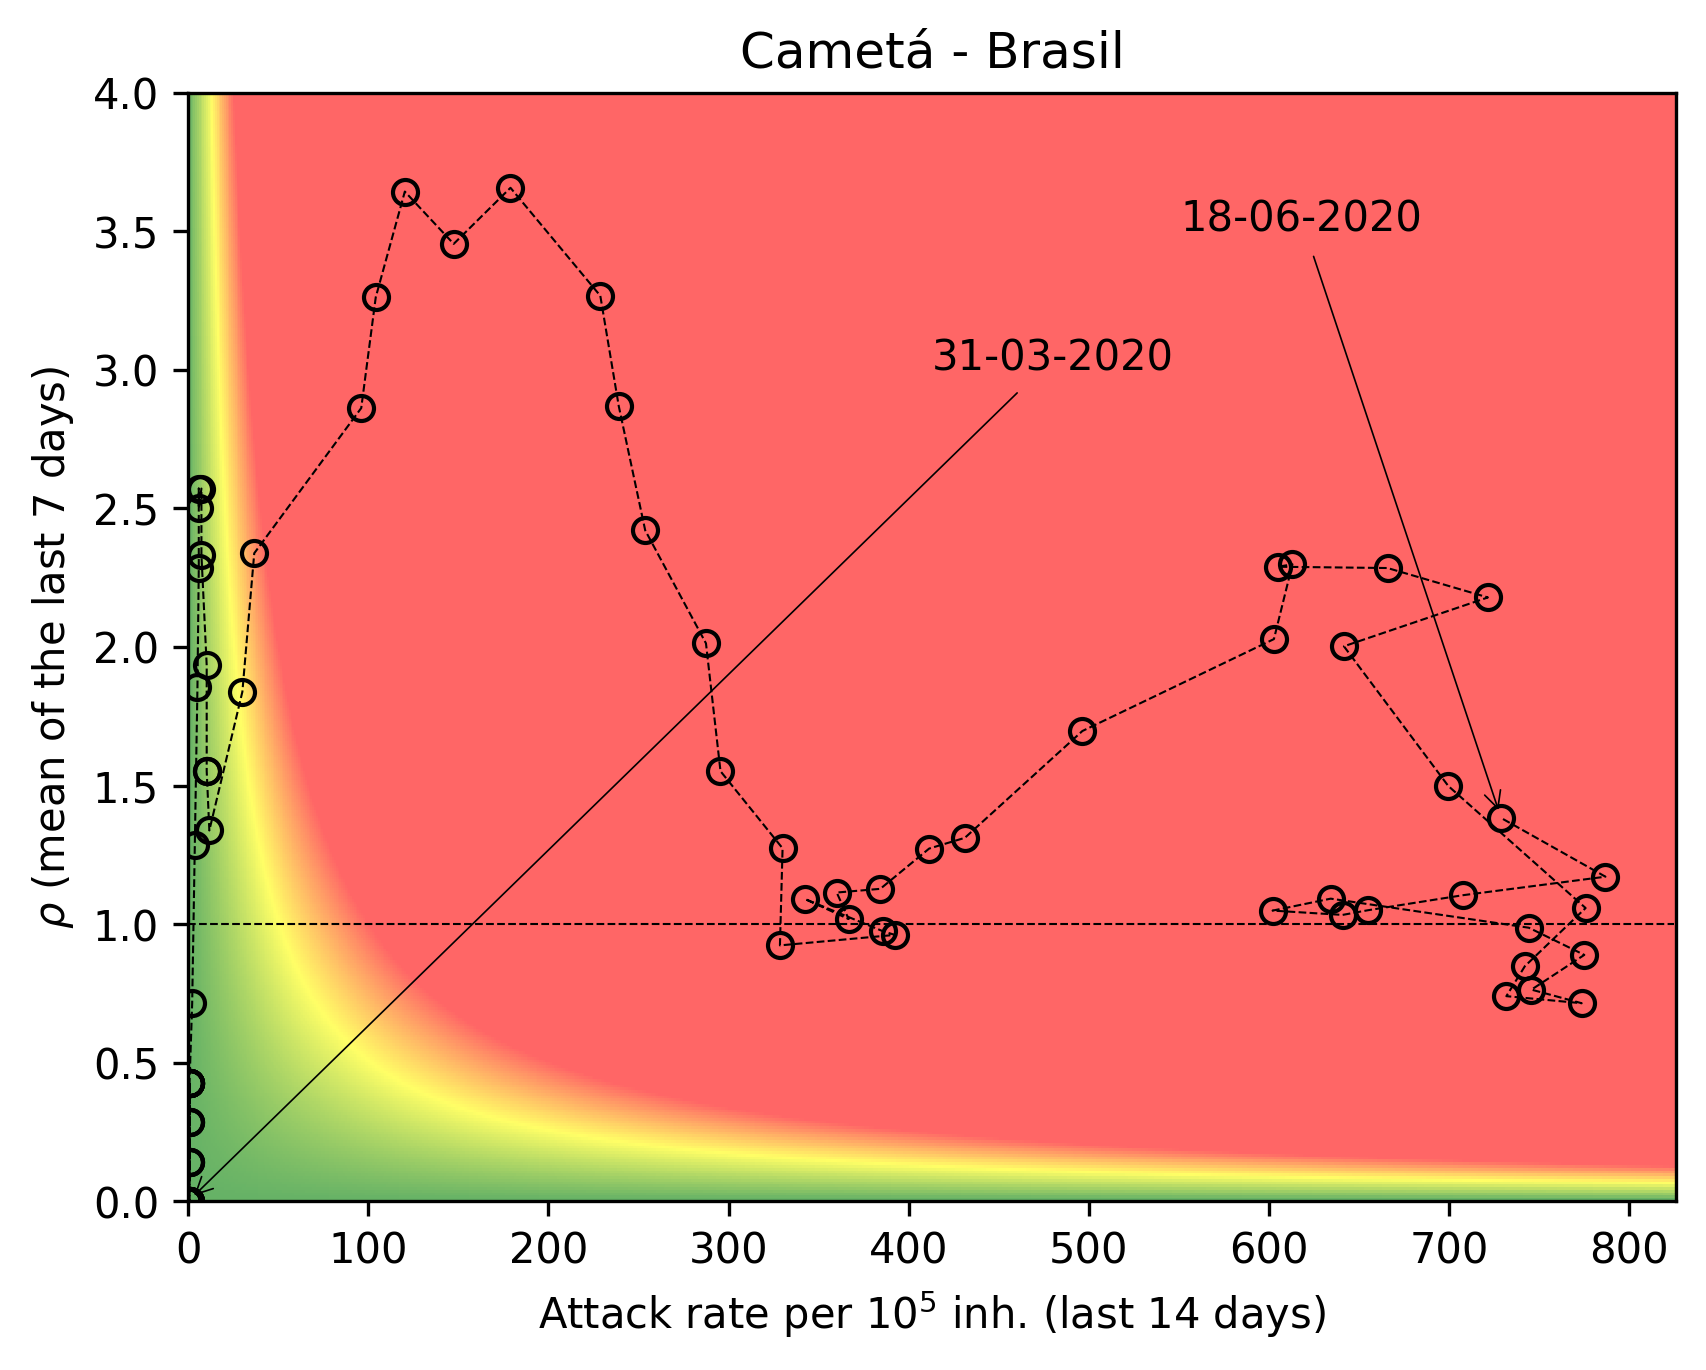 Cametá - Brasil
4.0
3.5
3.0
2.5
2.0
1.5
1.0
0.5
0.0
ρ (mean of the last 7 days)
18-06-2020
31-03-2020
0 100 200 300 400 500 600 700 800
Attack rate per 10⁵ inh. (last 14 days)